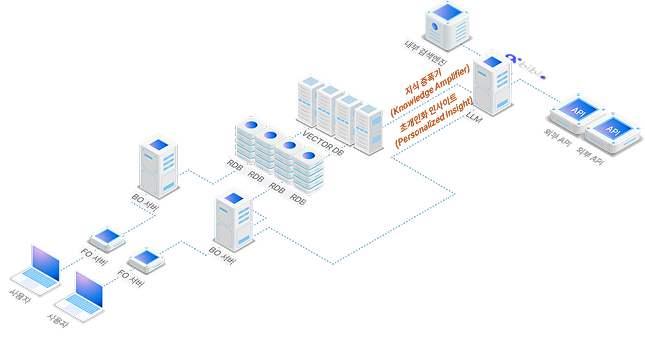 내부 검색엔진
지식 증폭기
(Knowledge Amplifier)
초개인화 인사이트
(Personalized Insight)
LLM
API
API
외부 API
외부 API
VECTOR DB
RDB
RDB
RDB
RDB
BO 서버
BO 서버
FO 서버
FO 서버
사용자
사용자